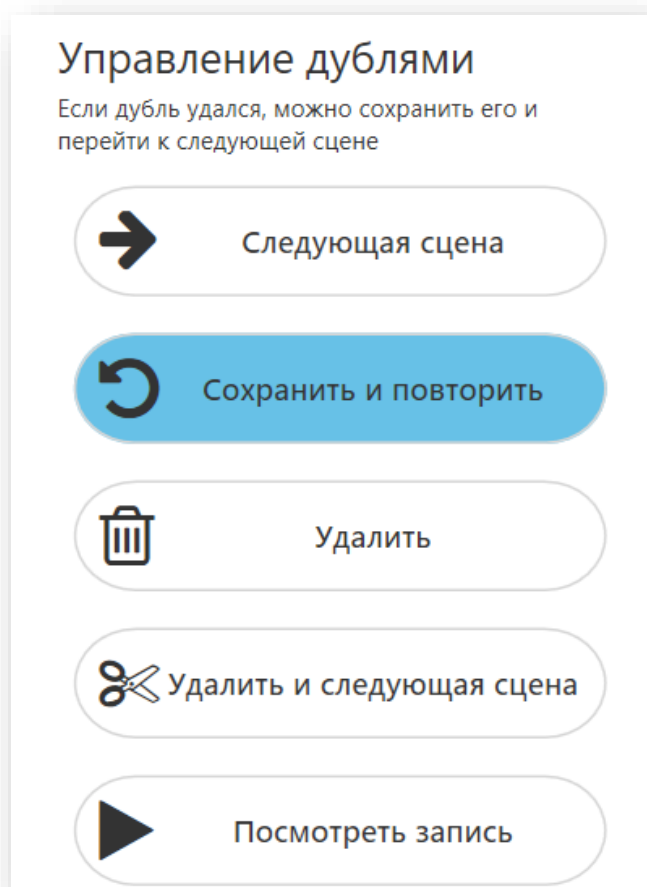 Управление дублями
Если дубль удался, можно сохранить его и
перейти к следующей сцене
Следующая сцена
Сохранить и повторить
Удалить
Удалить и следующая сцена
Посмотреть запись